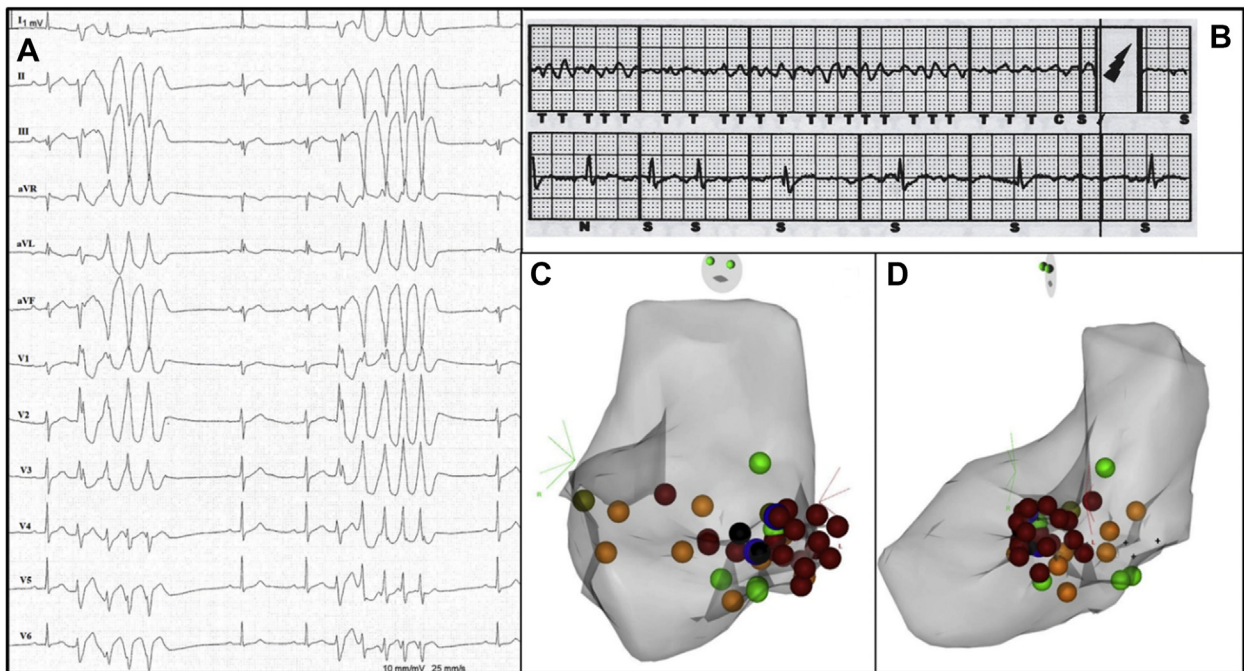 A
I 1 mV
II
III
aVR
aVL
aVF
V1
V2
V3
V4
V5
V6
10 mm/mV 25 mm/s
B
T T T T T T T T T T T T T T T T T T T T T T T C S / S
N S S S S S S
C
D